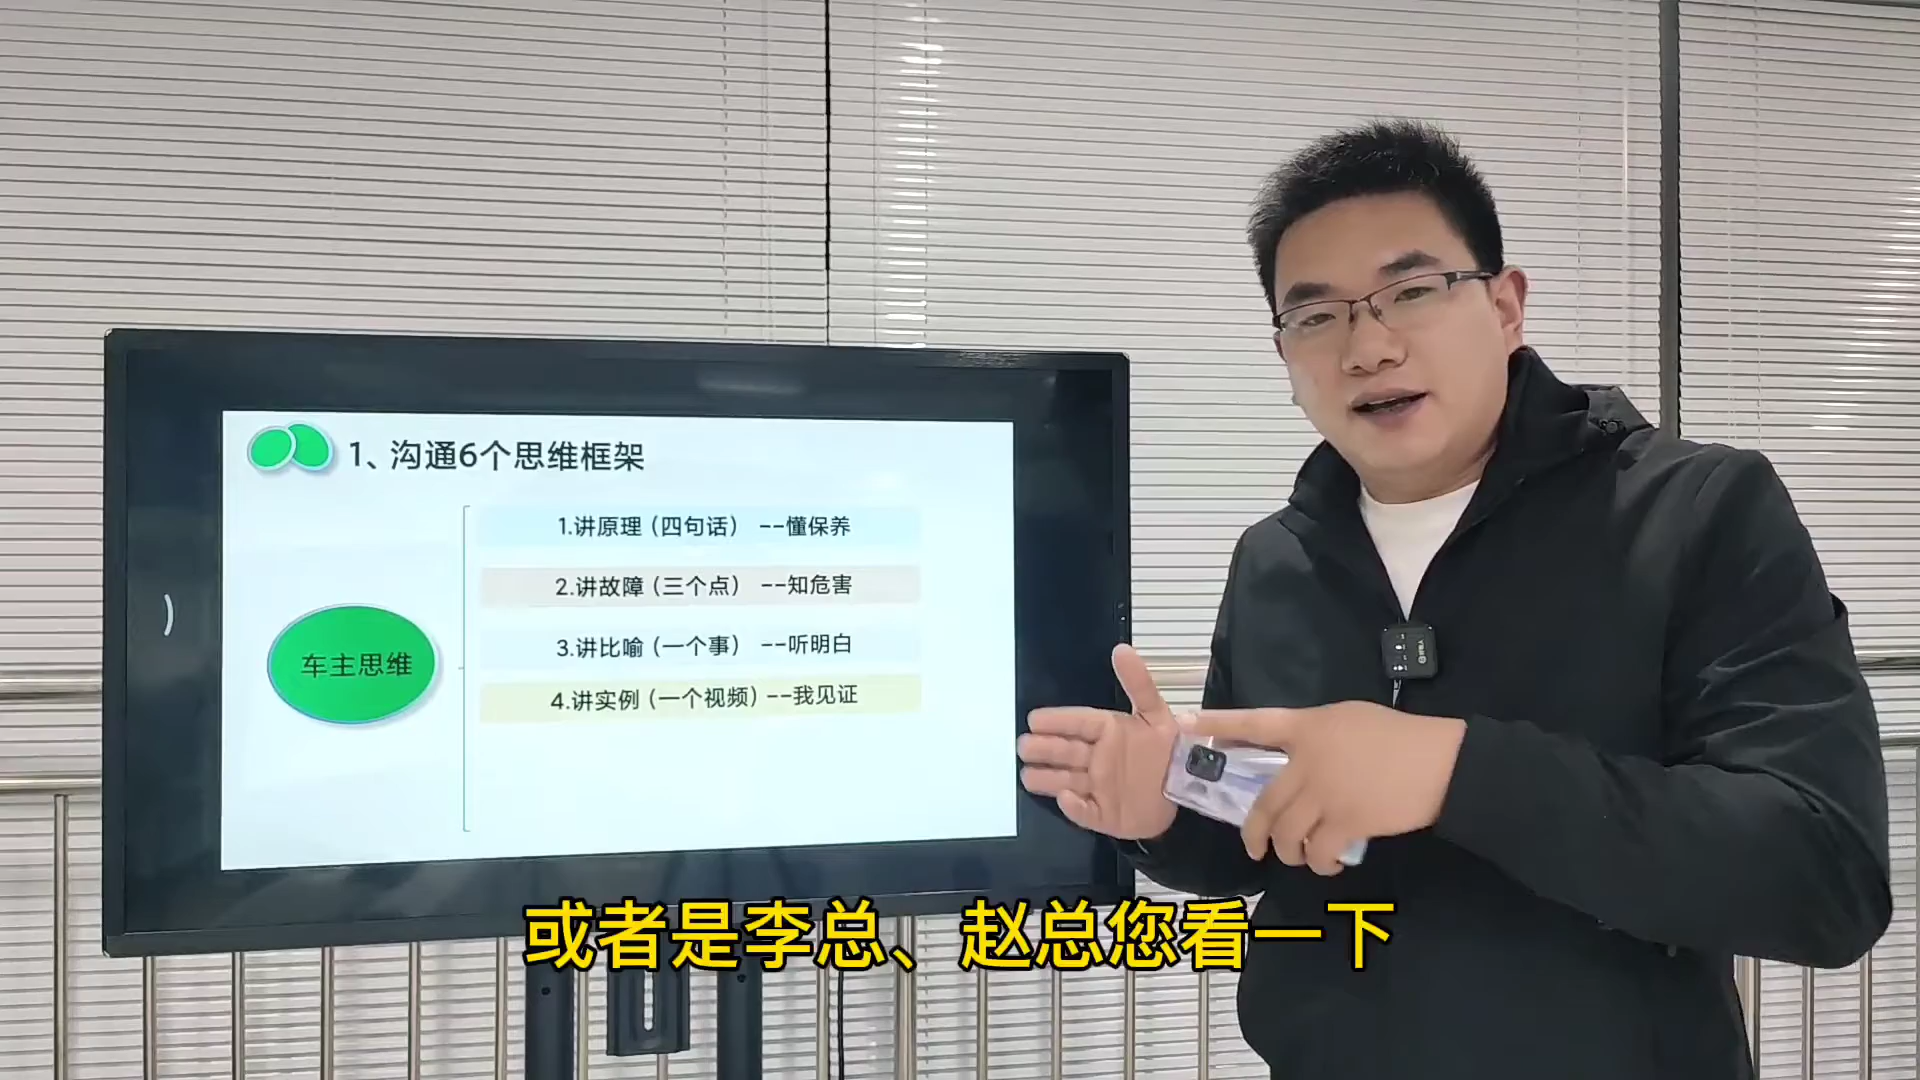 1、沟通6个思维框架
1.讲原理（四句话） --懂保养
2.讲故障（三个点） --知危害
3.讲比喻（一个事） --听明白
车主思维
4.讲实例（一个视频）--我见证
或者是李总、赵总您看一下